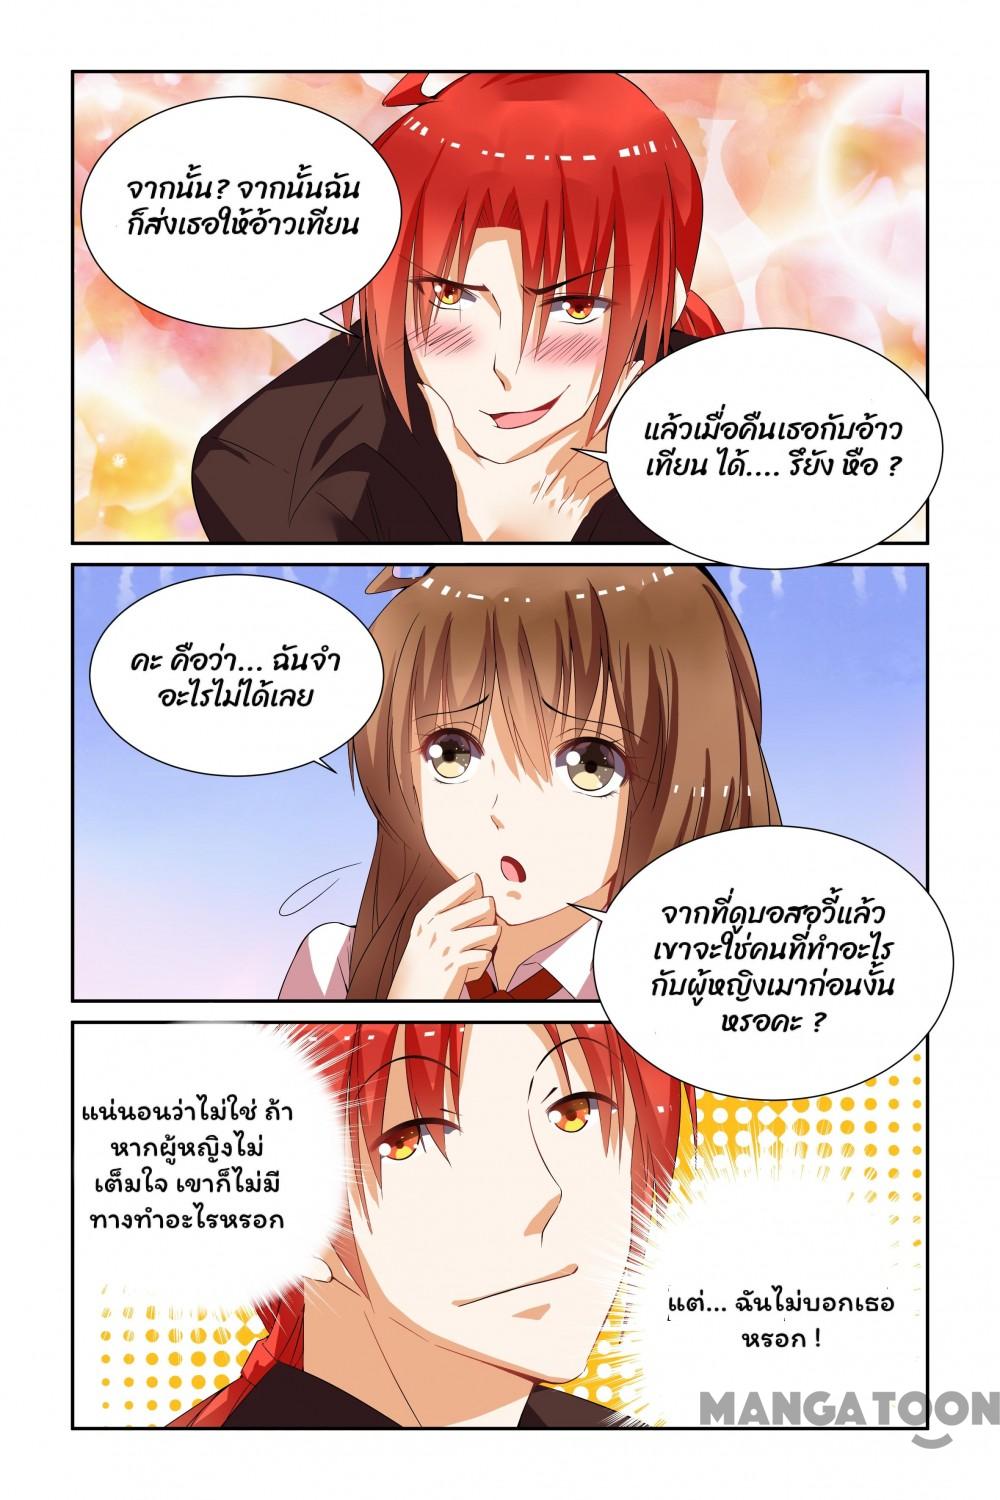 จากนั้น? จากนั้นฉัน
ก็ส่งเธอให้อ้าวเทียน
แล้วเมื่อคืนเธอกับอ้าว
เทียน ได้.... รึยัง หือ ?
คะ คือว่า... ฉันจำ
อะไรไม่ได้เลย
จากที่ดูบอสอวี้แล้ว
เขาจะใช่คนที่ทำอะไร
กับผู้หญิงเมาก่อนงั้น
หรอคะ ?
แน่นอนว่าไม่ใช่ ถ้า
หากผู้หญิงไม่
เต็มใจ เขาก็ไม่มี
ทางทำอะไรหรอก
แต่... ฉันไม่บอกเธอ
หรอก !
MANGATOON